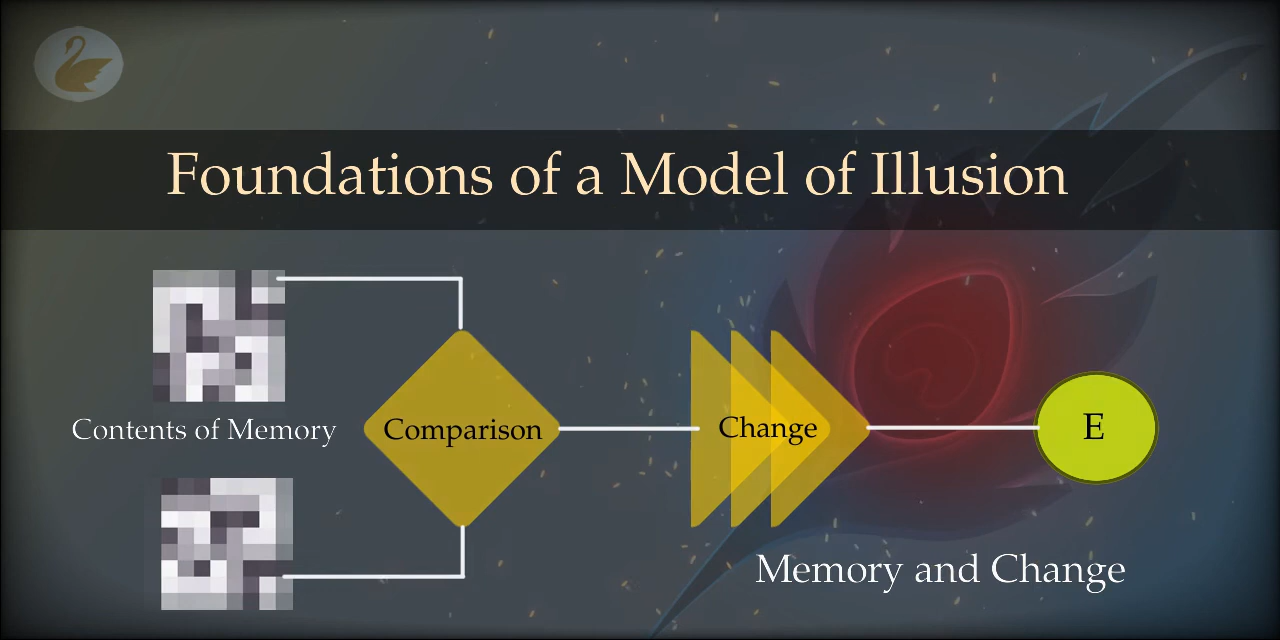 Foundations of a Model of Illusion
Contents of Memory
Comparison
Change
E
Memory and Change